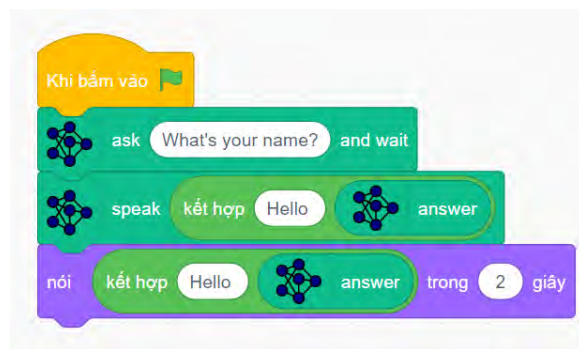 Khi bấm vào
ask What's your name? and wait
speak kết hợp Hello answer
nói kết hợp Hello answer trong 2 giây